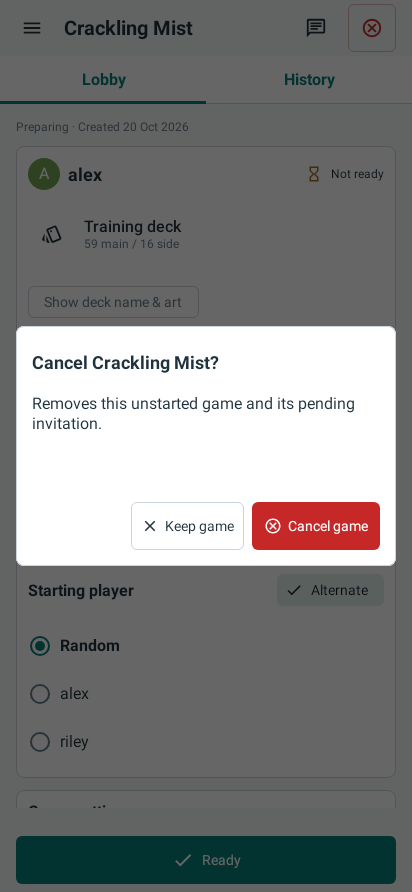 Crackling Mist
Lobby
History
Preparing · Created 20 Oct 2026
A
alex
Not ready
Training deck
59 main / 16 side
Show deck name & art
Cancel Crackling Mist?
Removes this unstarted game and its pending
invitation.
Keep game
Cancel game
Starting player
Alternate
Random
alex
riley
Ready